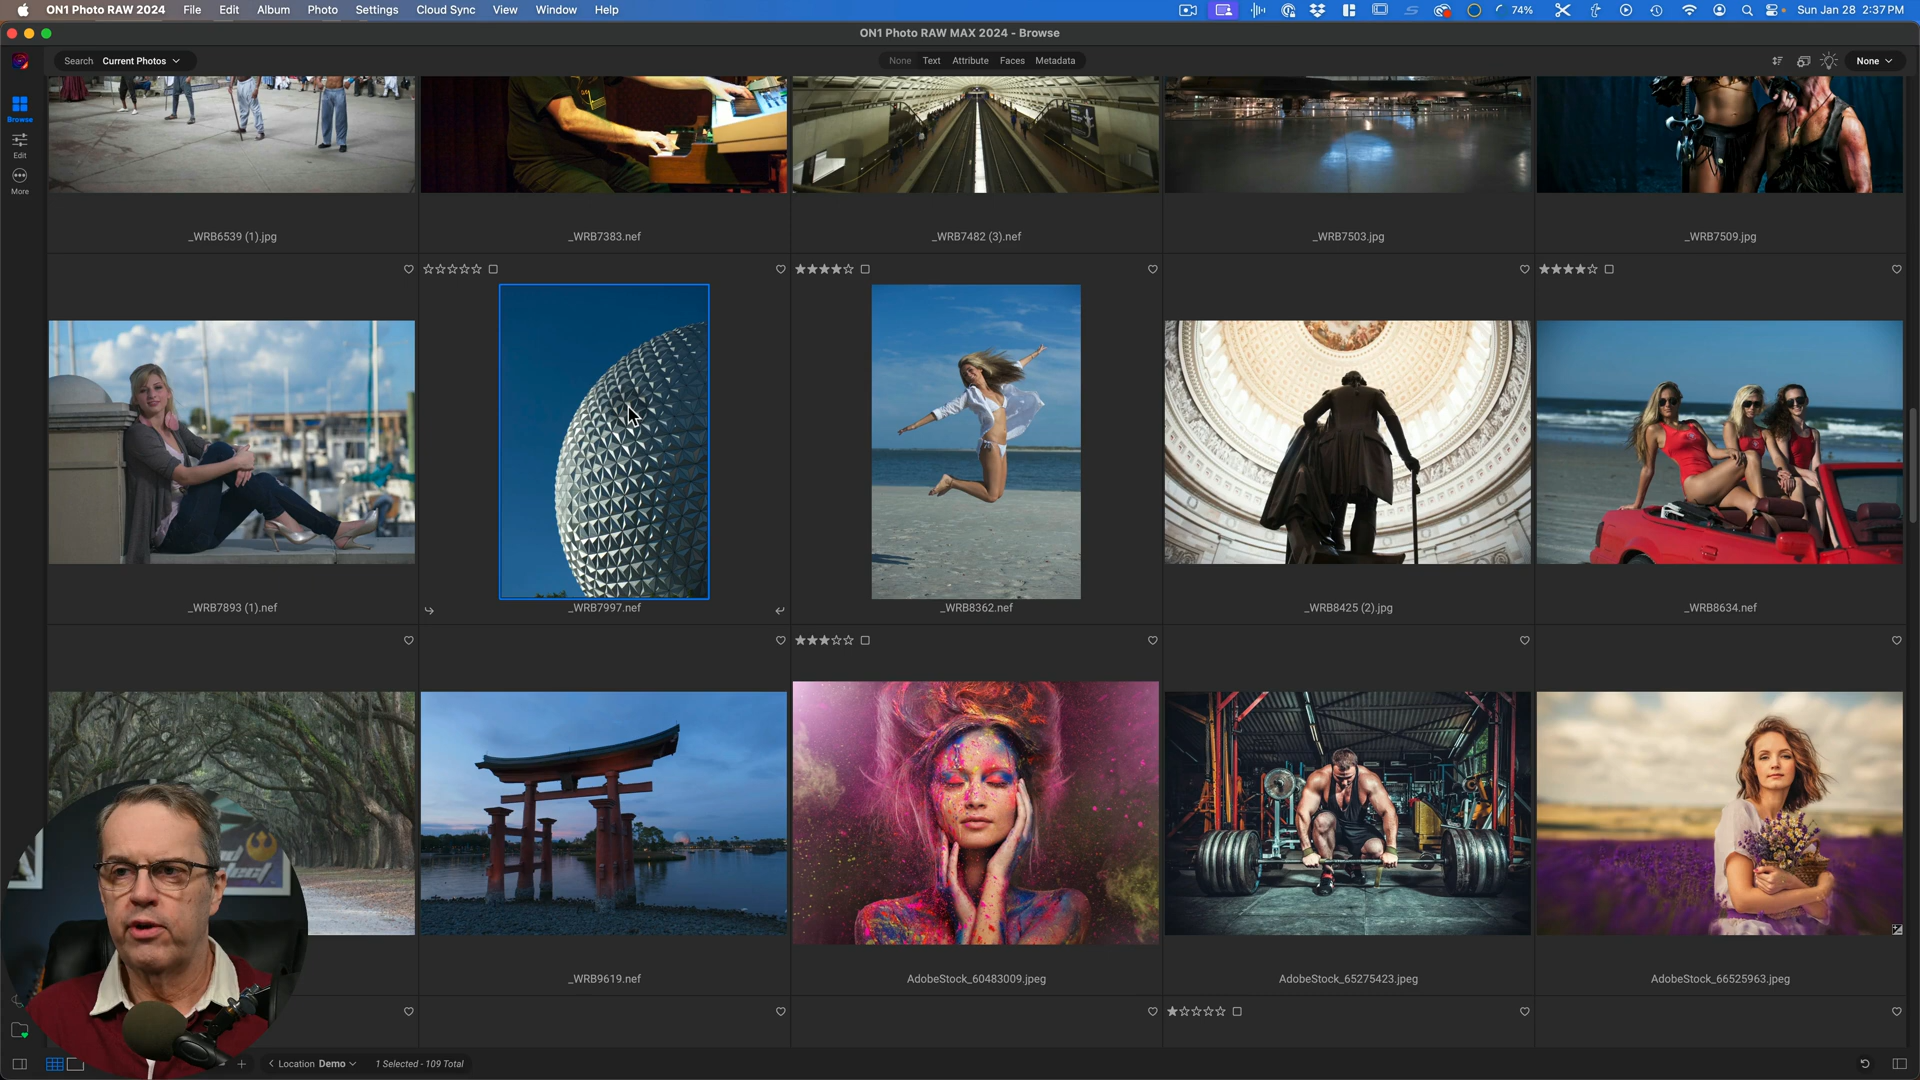 ON1 Photo RAW 2024 File Edit Album Photo Settings Cloud Sync View Window Help 74% Sun Jan 28 2:37 PM
ON1 Photo RAW MAX 2024 - Browse
Search Current Photos None Text Attribute Faces Metadata None
Browse
Edit
More
_WRB6539 (1).jpg _WRB7383.nef _WRB7482 (3).nef _WRB7503.jpg _WRB7509.jpg
_WRB7893 (1).nef _WRB7997.nef _WRB8362.nef _WRB8425 (2).jpg _WRB8634.nef
_WRB9619.nef AdobeStock_60483009.jpeg AdobeStock_65275423.jpeg AdobeStock_66525963.jpeg
Location Demo 1 Selected - 109 Total